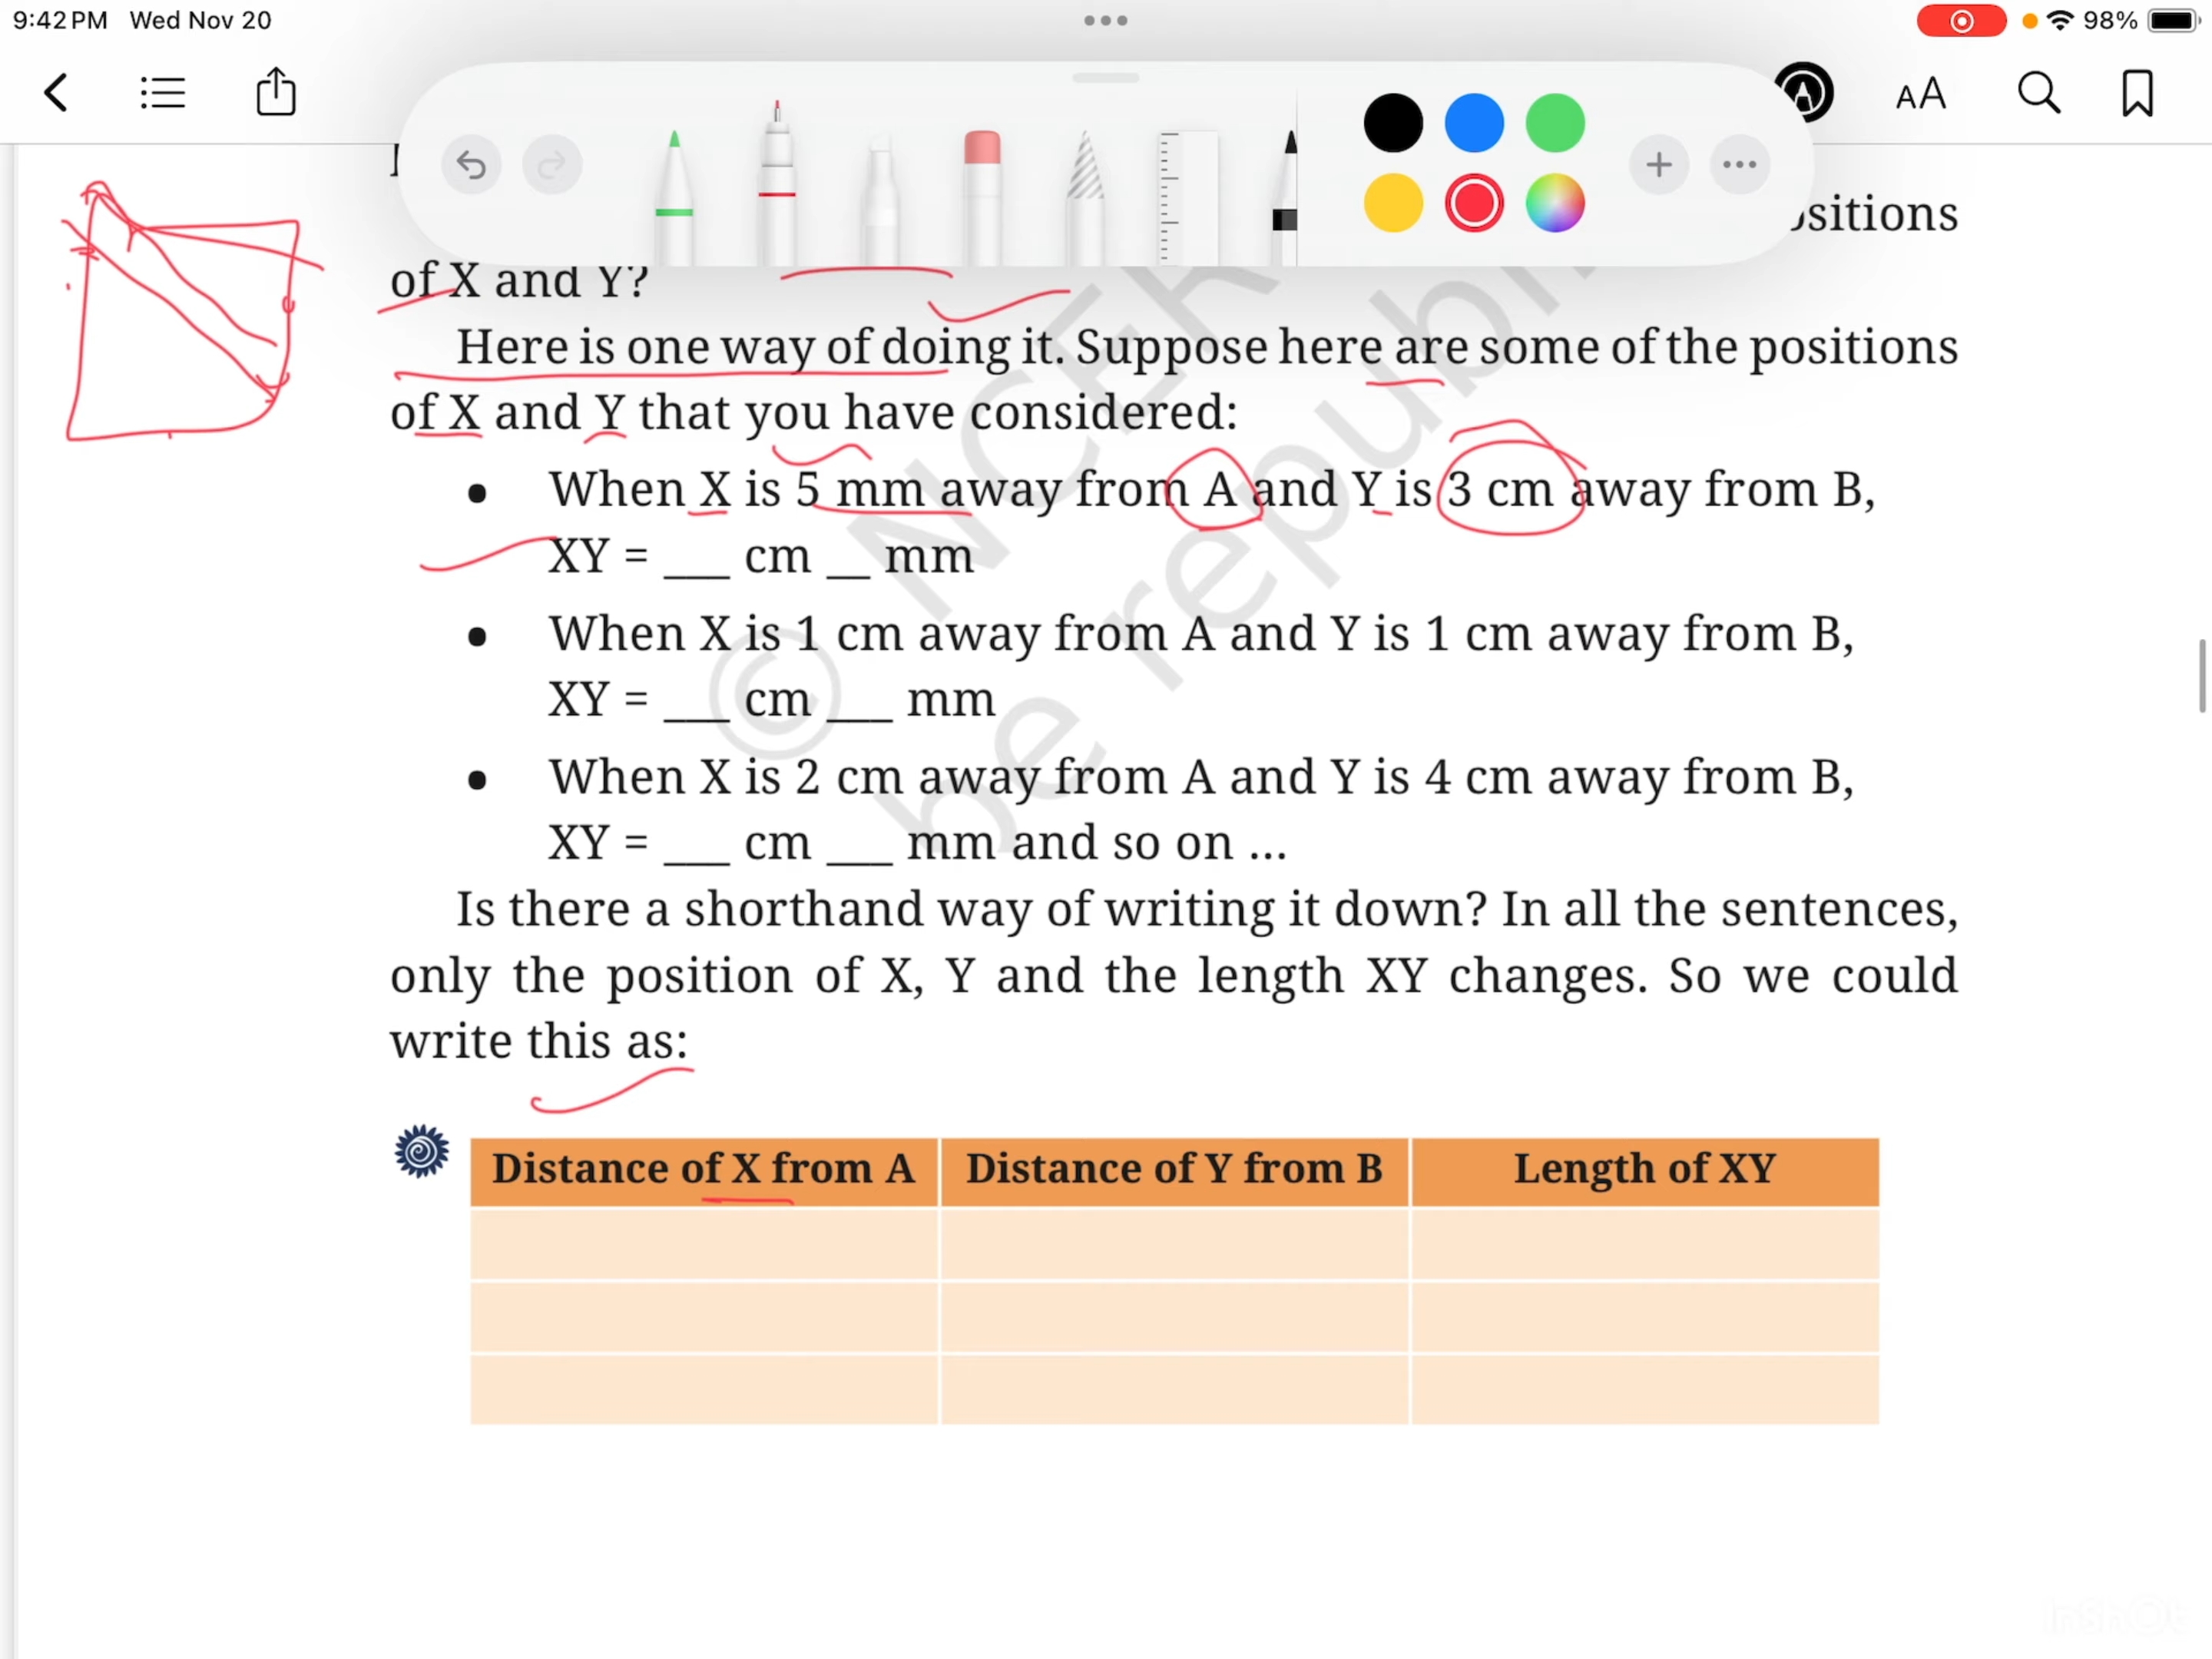 9:42 PM Wed Nov 20
98%
AA
of X and Y?
Here is one way of doing it. Suppose here are some of the positions
of X and Y that you have considered:
• When X is 5 mm away from A and Y is 3 cm away from B,
XY = ___ cm __ mm
• When X is 1 cm away from A and Y is 1 cm away from B,
XY = ___ cm ___ mm
• When X is 2 cm away from A and Y is 4 cm away from B,
XY = ___ cm ___ mm and so on ...
Is there a shorthand way of writing it down? In all the sentences,
only the position of X, Y and the length XY changes. So we could
write this as:
Distance of X from A Distance of Y from B Length of XY
© NCER
be republ